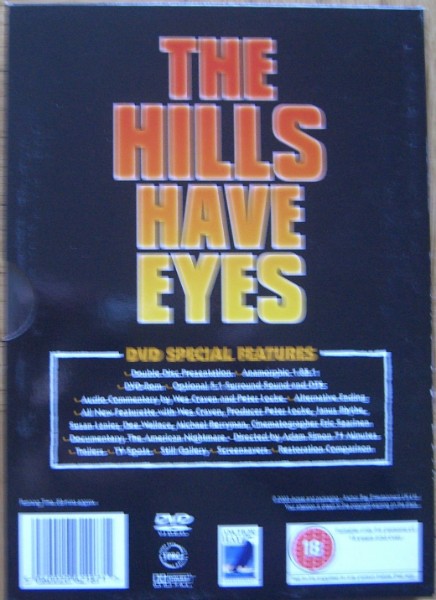 THE
HILLS
HAVE
EYES
DVD SPECIAL FEATURES
Double Disc Presentation Anamorphic 1.85:1
DVD-Rom Optional 5.1 Surround Sound and DTS
Audio Commentary by Wes Craven and Peter Locke Alternative Ending
All New Featurette with Wes Craven, Producer Peter Locke, Janus Blythe,
Susan Lanier, Dee Wallace, Michael Berryman, Cinematographer Eric Saarinen
Documentary: The American Nightmare - Directed by Adam Simon 71 Minutes
Trailers TV Spots Still Gallery Screensavers Restoration Comparison
DVD
18